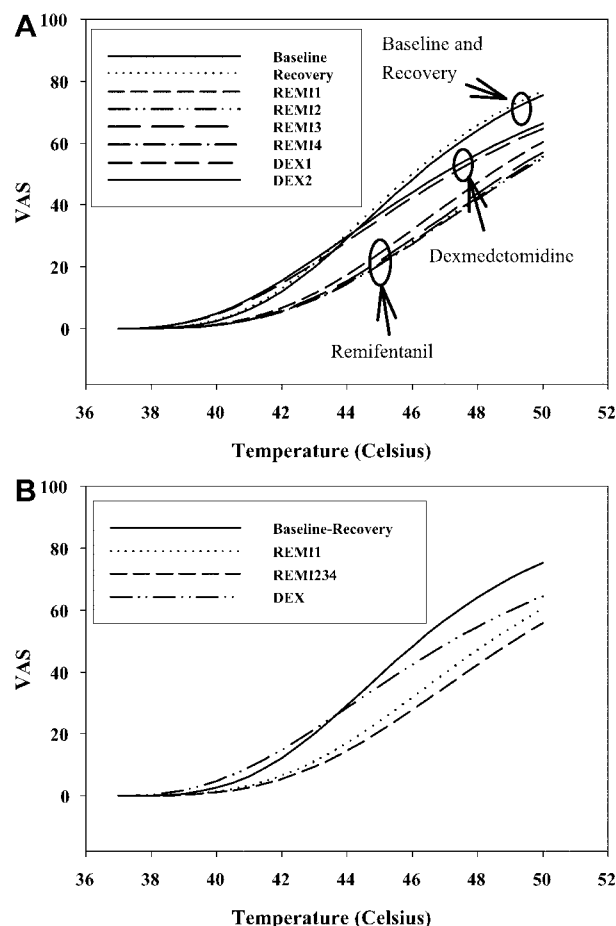 A
100
80
60
40
20
0
VAS
Baseline
Recovery
REMI1
REMI2
REMI3
REMI4
DEX1
DEX2
Baseline and
Recovery
Dexmedetomidine
Remifentanil
36 38 40 42 44 46 48 50 52
Temperature (Celsius)
B
100
80
60
40
20
0
VAS
Baseline-Recovery
REMI1
REMI234
DEX
36 38 40 42 44 46 48 50 52
Temperature (Celsius)